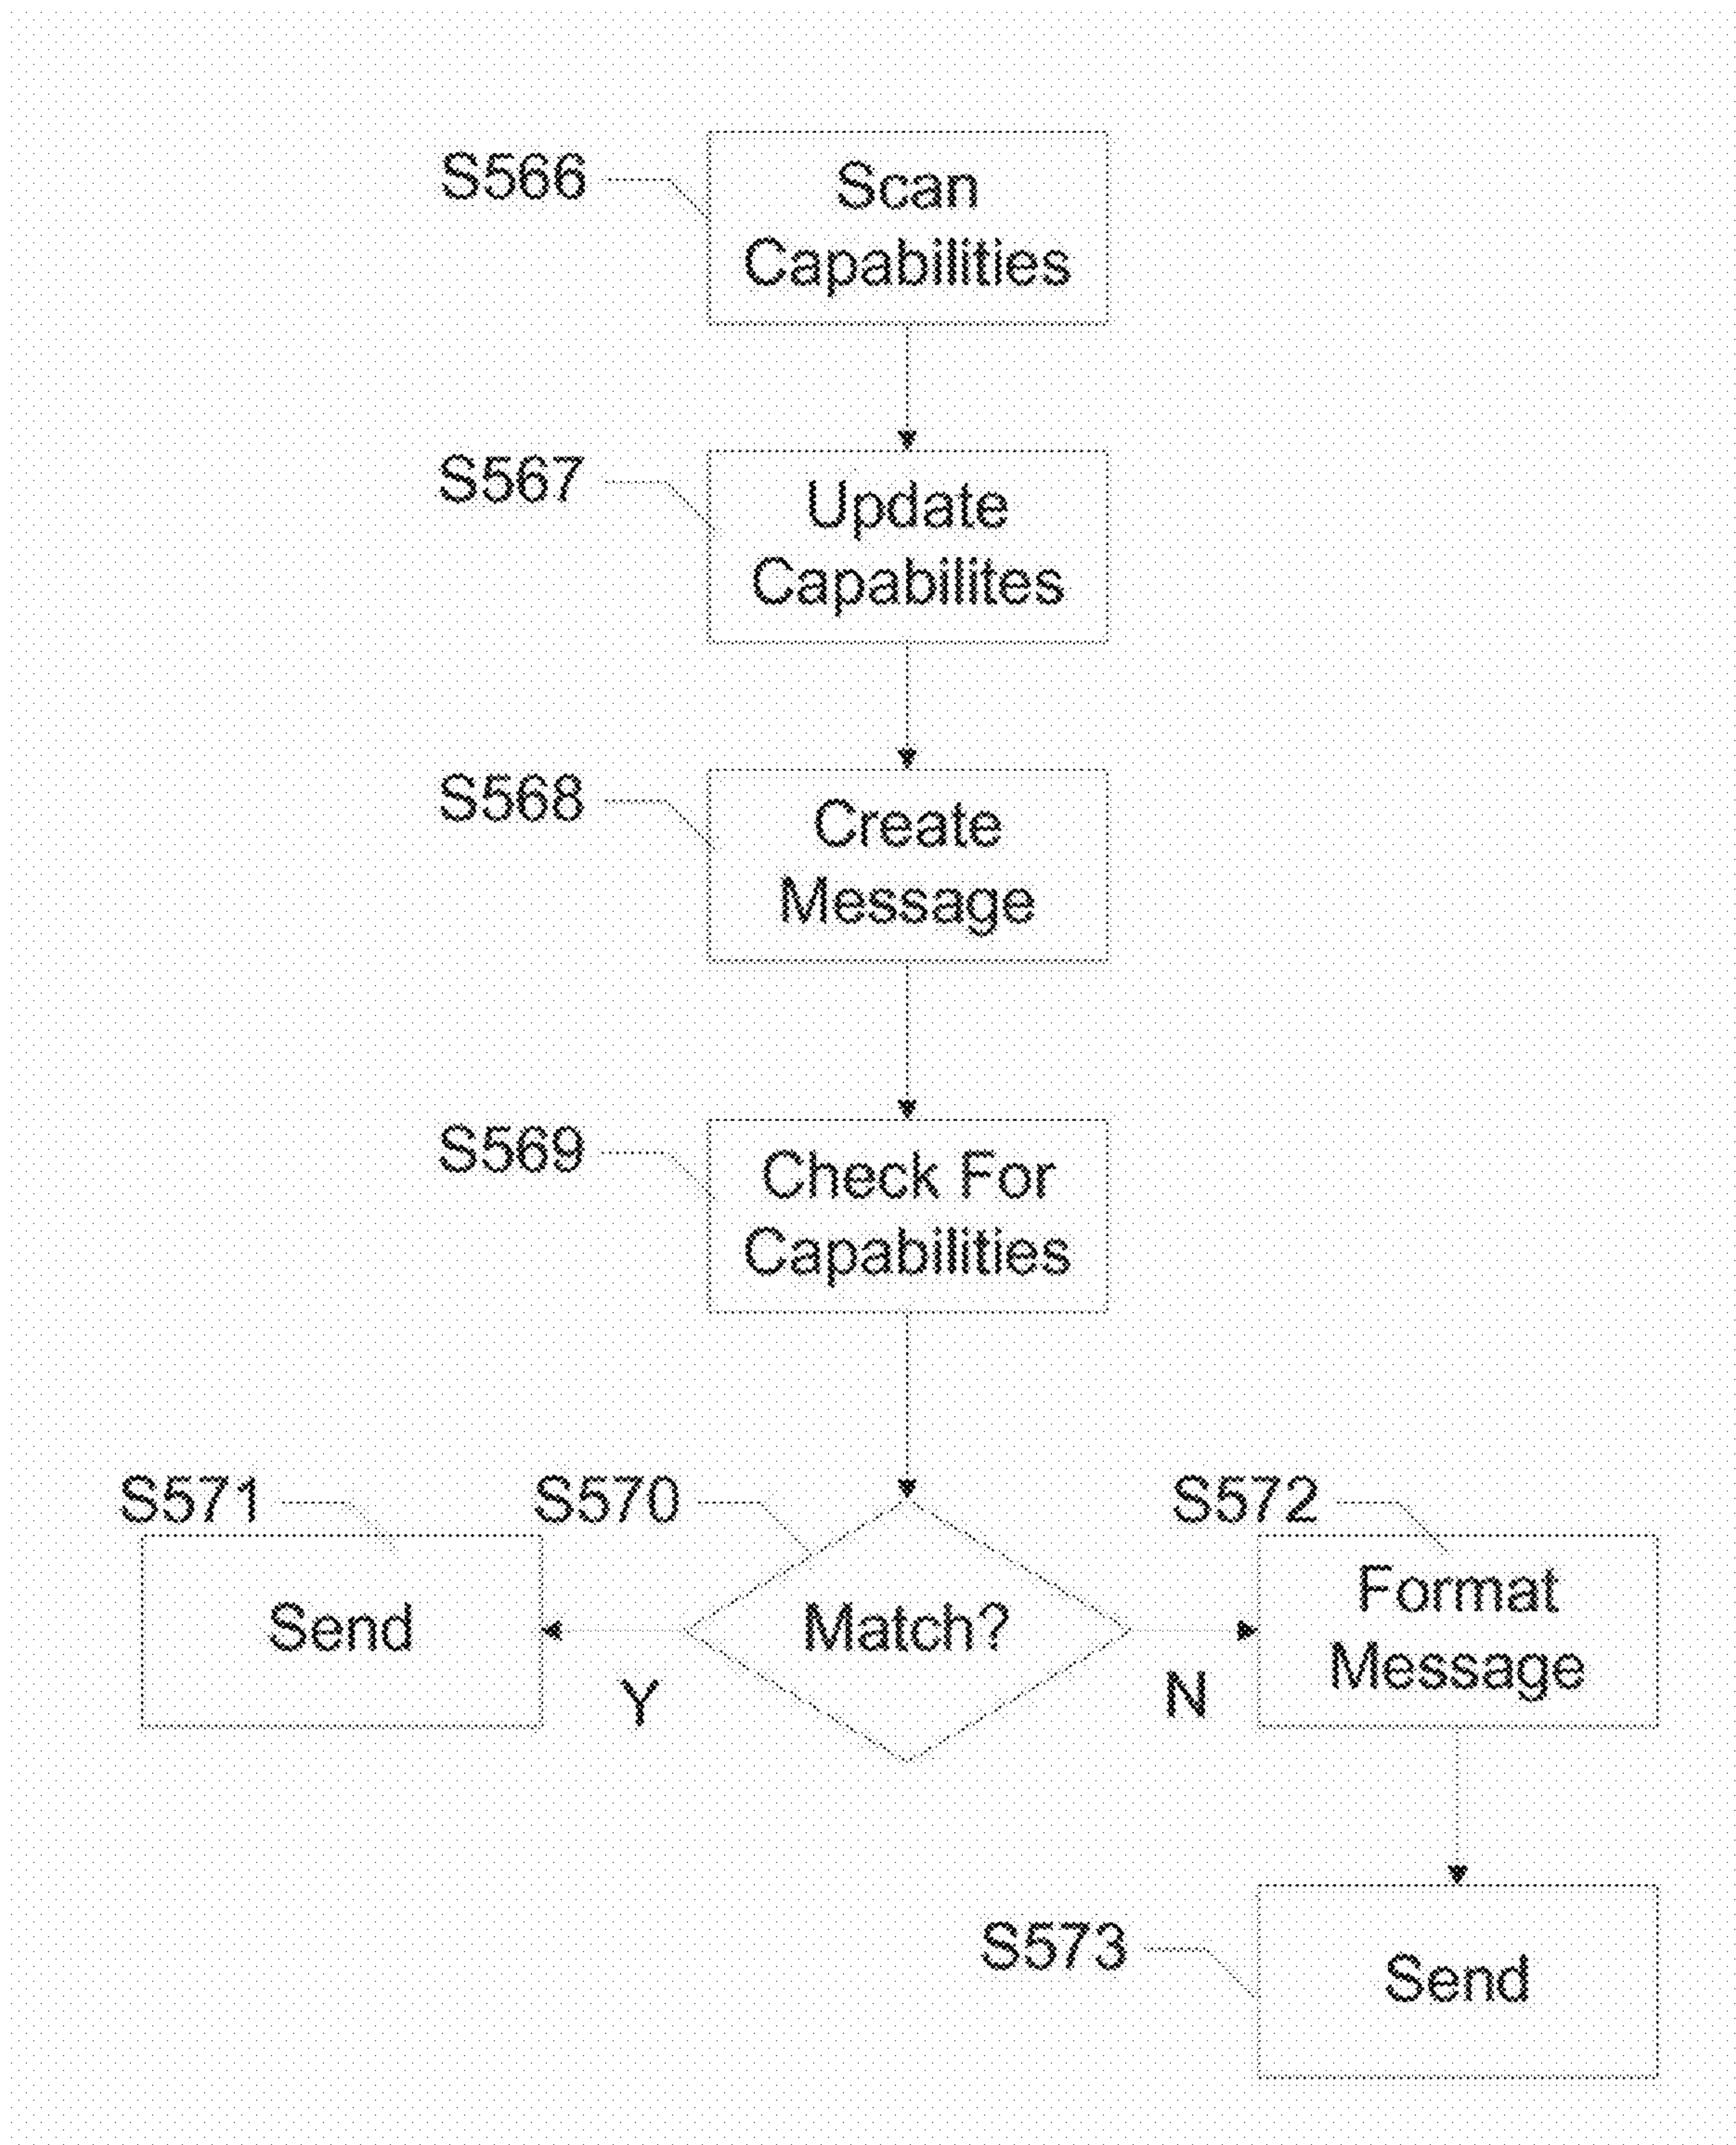 S566
Scan
Capabilities
S567
Update
Capabilites
S568
Create
Message
S569
Check For
Capabilities
S571
S570
S572
Send
Match?
Format
Message
Y
N
S573
Send